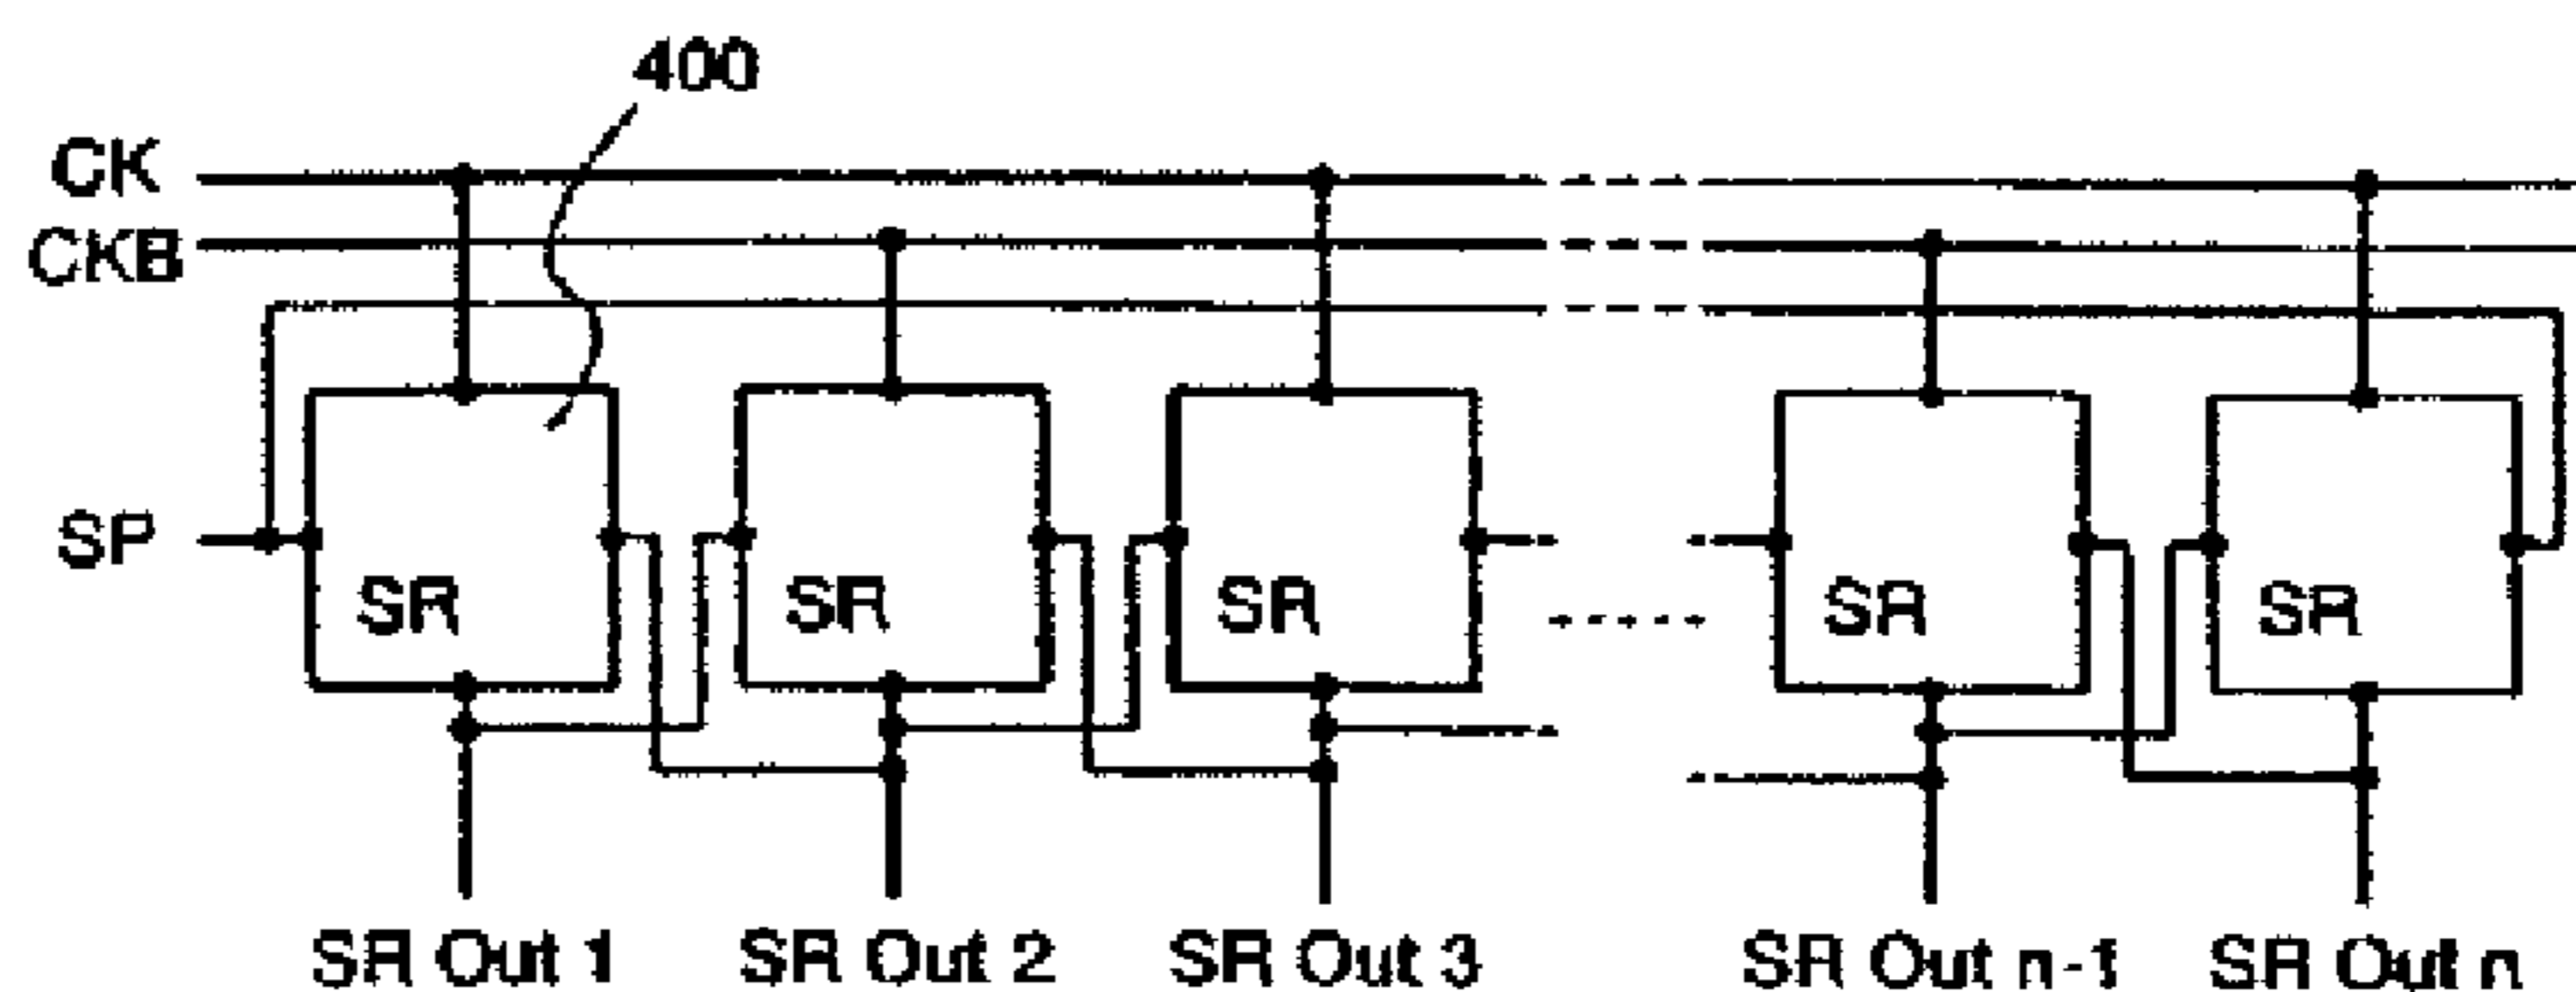 400
CK
CKB
SP
SR SR SR SR SR
SR Out 1 SR Out 2 SR Out 3 SR Out n-1 SR Out n